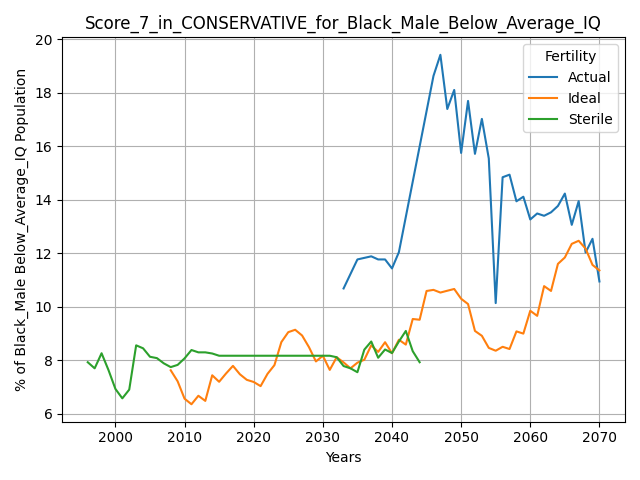 Score_7_in_CONSERVATIVE_for_Black_Male_Below_Average_IQ
% of Black_Male Below_Average_IQ Population
20
18
16
14
12
10
8
6
Fertility
Actual
Ideal
Sterile
2000 2010 2020 2030 2040 2050 2060 2070
Years